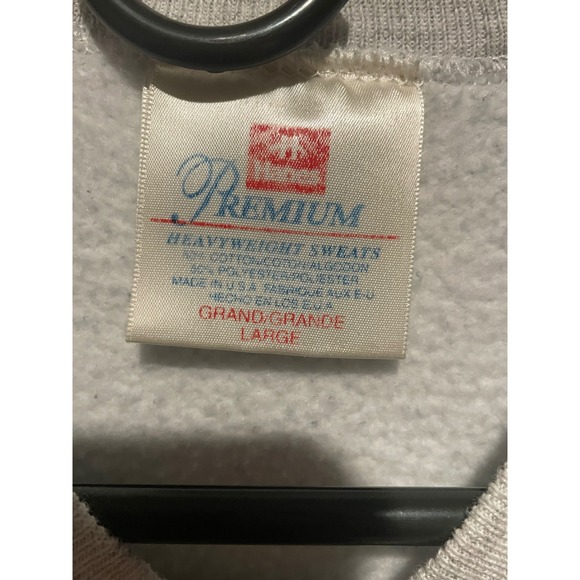 PREMIUM
HEAVYWEIGHT SWEATS
50% COTTON/COTON/ALGODON
50% POLYESTER/POLIESTER
MADE IN U.S.A. FABRIQUE AUX E-U
HECHO EN LOS E.U.A
GRAND/GRANDE
LARGE